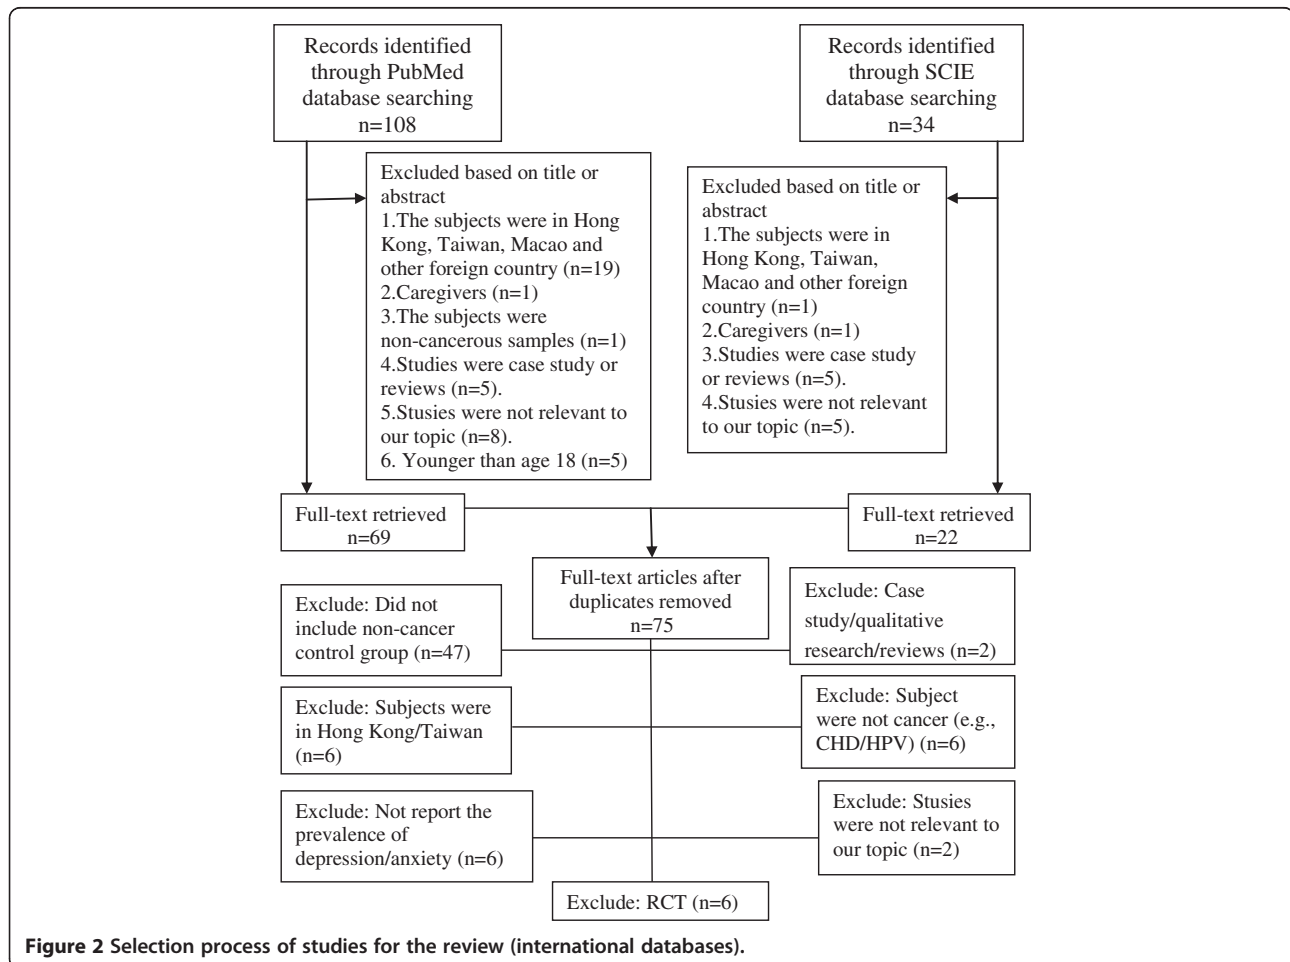 Records identified
through PubMed
database searching
n=108
Records identified
through SCIE
database searching
n=34
Excluded based on title or
abstract
1.The subjects were in Hong
Kong, Taiwan, Macao and
other foreign country (n=19)
2.Caregivers (n=1)
3.The subjects were
non-cancerous samples (n=1)
4.Studies were case study or
reviews (n=5).
5.Stusies were not relevant to
our topic (n=8).
6. Younger than age 18 (n=5)
Excluded based on title or
abstract
1.The subjects were in
Hong Kong, Taiwan,
Macao and other foreign
country (n=1)
2.Caregivers (n=1)
3.Studies were case study
or reviews (n=5).
4.Stusies were not relevant
to our topic (n=5).
Full-text retrieved
n=69
Full-text retrieved
n=22
Full-text articles after
duplicates removed
n=75
Exclude: Did not
include non-cancer
control group (n=47)
Exclude: Case
study/qualitative
research/reviews (n=2)
Exclude: Subjects were
in Hong Kong/Taiwan
(n=6)
Exclude: Subject
were not cancer (e.g.,
CHD/HPV) (n=6)
Exclude: Not report the
prevalence of
depression/anxiety (n=6)
Exclude: Stusies
were not relevant to
our topic (n=2)
Exclude: RCT (n=6)
Figure 2 Selection process of studies for the review (international databases).